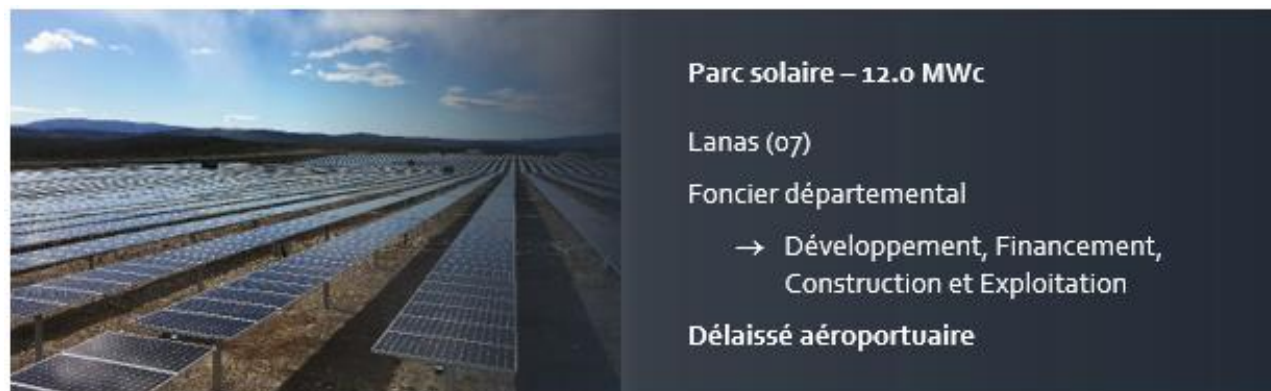 Parc solaire – 12.0 MWc
Lanas (07)
Foncier départemental
→ Développement, Financement,
Construction et Exploitation
Délaissé aéroportuaire